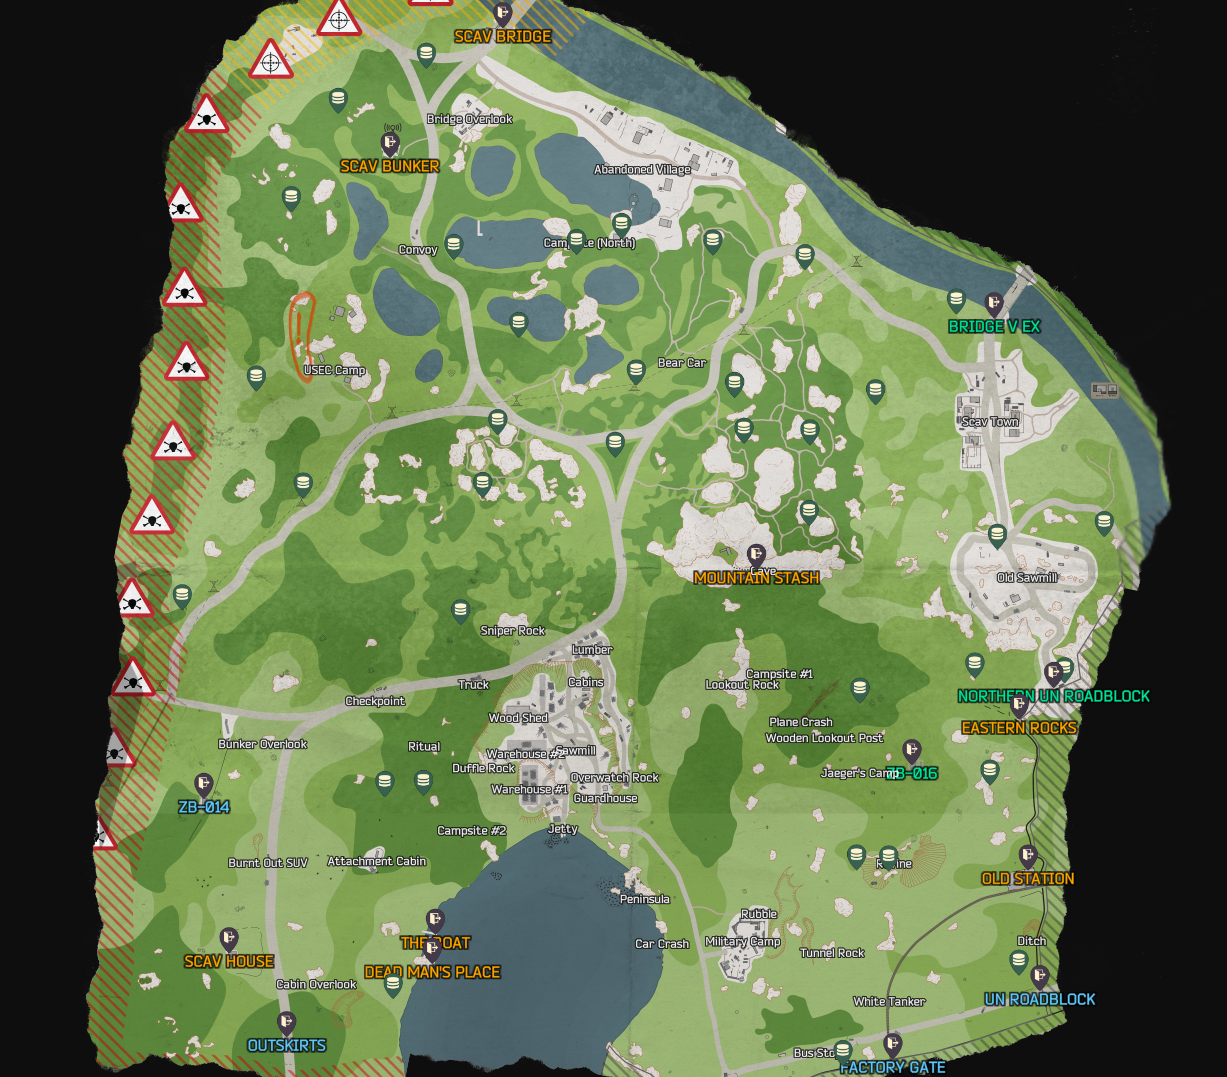 SCAV BRIDGE
Bridge Overlook
(BOB)
SCAV BUNKER
Abandoned Village
Convoy
(North)
BRIDGE V EX
Bear Car
USEC Camp
Scav Town
Cave
MOUNTAIN STASH
Old Sawmill
Sniper Rock
Lumber
Campsite #1
Lookout Rock
Truck
Cabins
NORTHERN UN ROADBLOCK
Checkpoint
Wood Shed
Plane Crash
EASTERN ROCKS
Wooden Lookout Post
Bunker Overlook
Ritual
Warehouse #2
Sawmill
Duffle Rock
Jaeger's Camp
ZB-016
Overwatch Rock
Warehouse #1
Guardhouse
ZB-014
Jetty
Campsite #2
Burnt Out SUV
Attachment Cabin
OLD STATION
Peninsula
Rubble
THE BOAT
Car Crash
Military Camp
Ditch
Tunnel Rock
SCAV HOUSE
DEAD MAN'S PLACE
Cabin Overlook
White Tanker
UN ROADBLOCK
OUTSKIRTS
FACTORY GATE